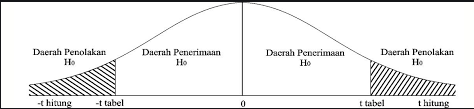 Daerah Penolakan
H0
Daerah Penerimaan
H0
Daerah Penerimaan
H0
Daerah Penolakan
H0
-t hitung
-t tabel
0
t tabel
t hitung